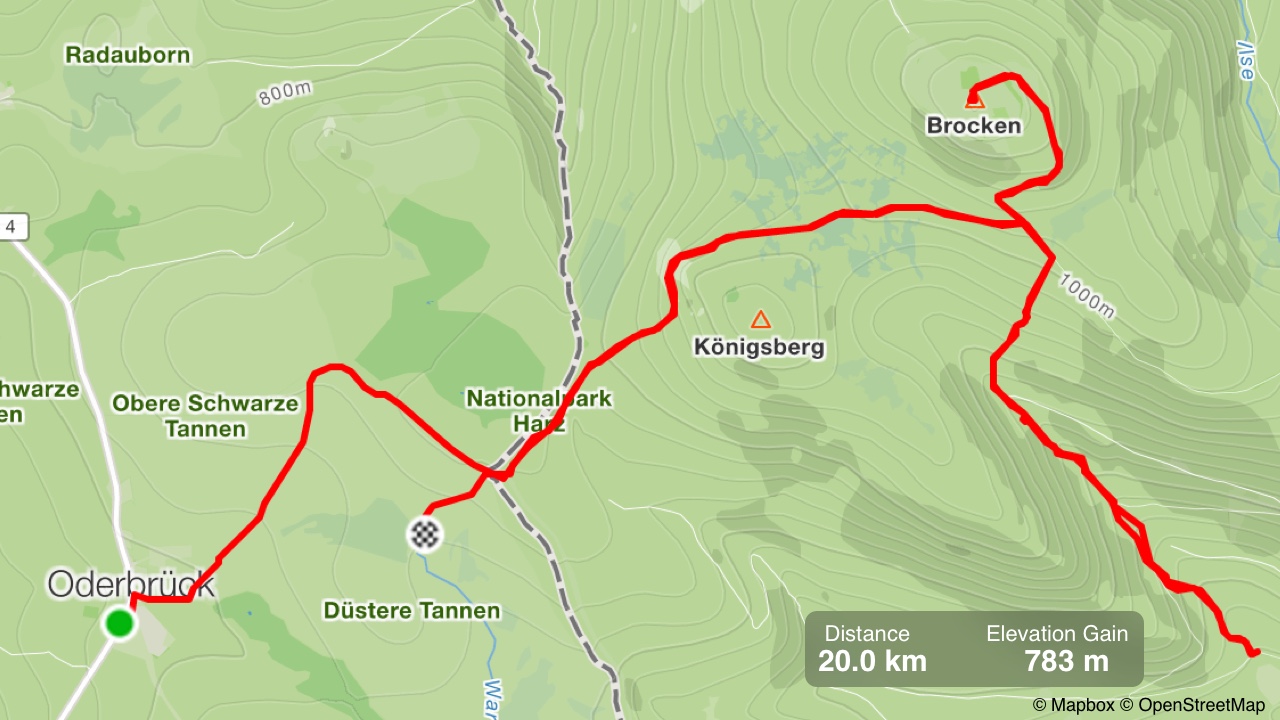 Radauborn
800m
Ilse
Brocken
4
1000m
Königsberg
hwarze
en
Obere Schwarze
Tannen
Nationalpark
Harz
Oderbrück
Düstere Tannen
Distance
Elevation Gain
20.0 km
783 m
War
© Mapbox © OpenStreetMap